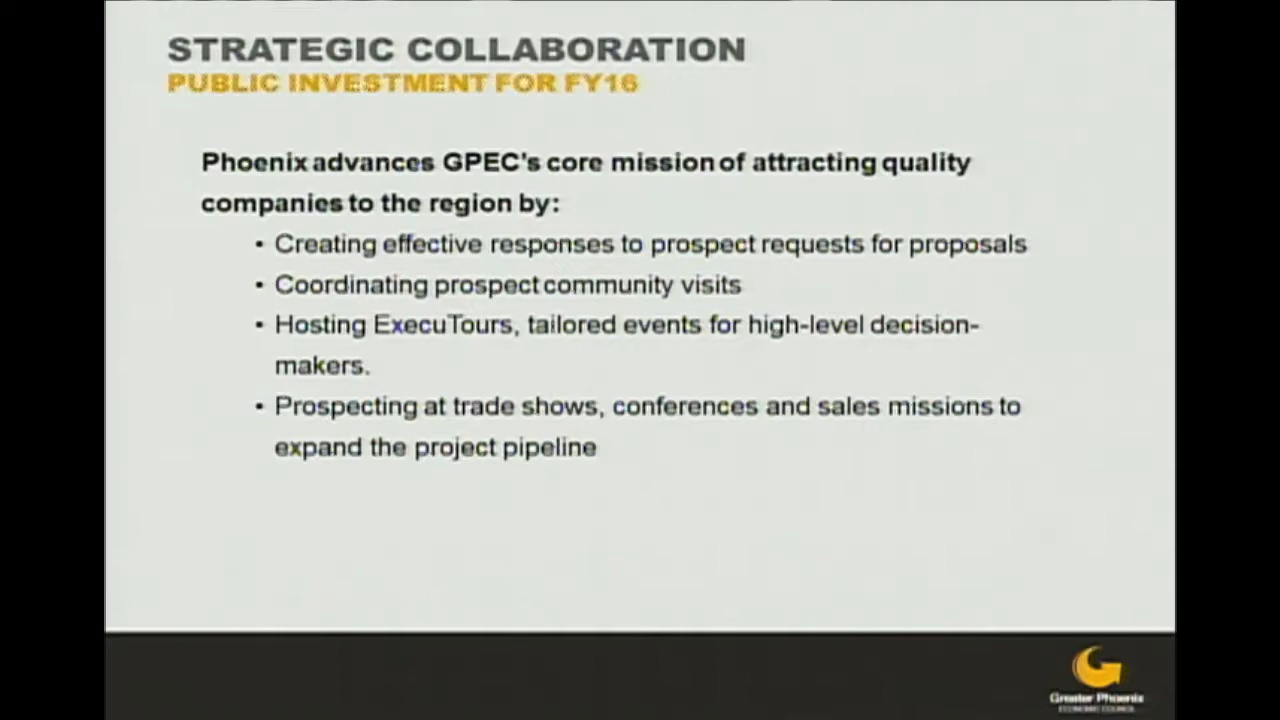 STRATEGIC COLLABORATION
PUBLIC INVESTMENT FOR FY16
Phoenix advances GPEC's core mission of attracting quality
companies to the region by:
• Creating effective responses to prospect requests for proposals
• Coordinating prospect community visits
• Hosting ExecuTours, tailored events for high-level decision-
makers.
• Prospecting at trade shows, conferences and sales missions to
expand the project pipeline
Greater Phoenix
ECONOMIC COUNCIL